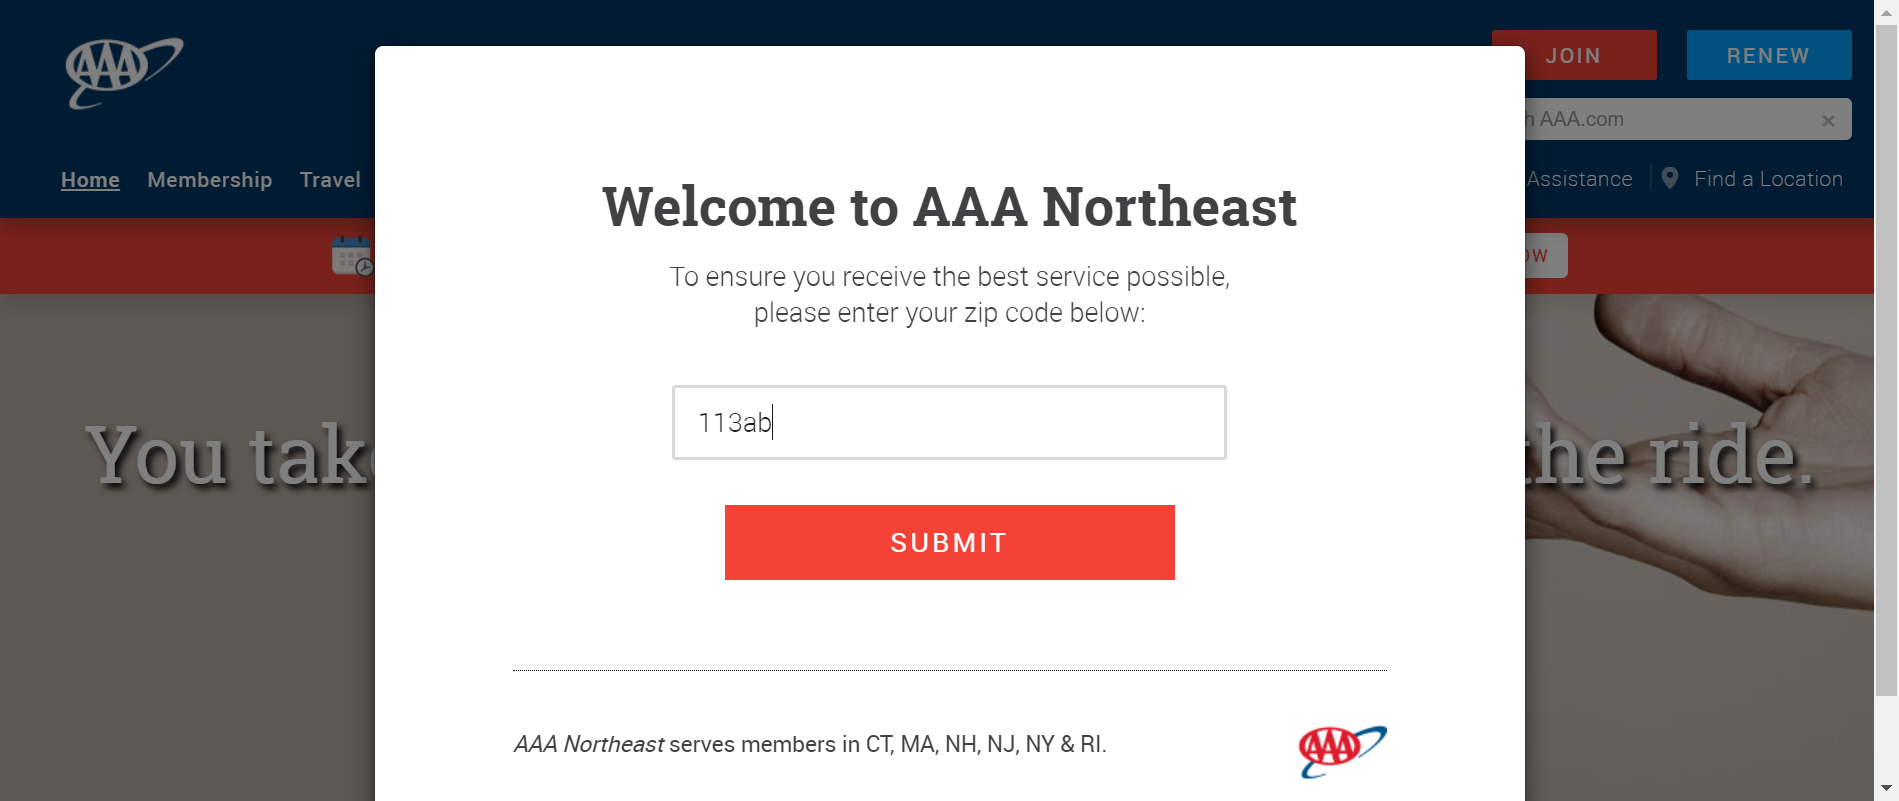 AAA
JOIN
RENEW
h AAA.com
Home
Membership
Travel
Assistance
Find a Location
OW
Welcome to AAA Northeast
To ensure you receive the best service possible,
please enter your zip code below:
113ab
You take
the ride.
SUBMIT
AAA Northeast serves members in CT, MA, NH, NJ, NY & RI.
AAA